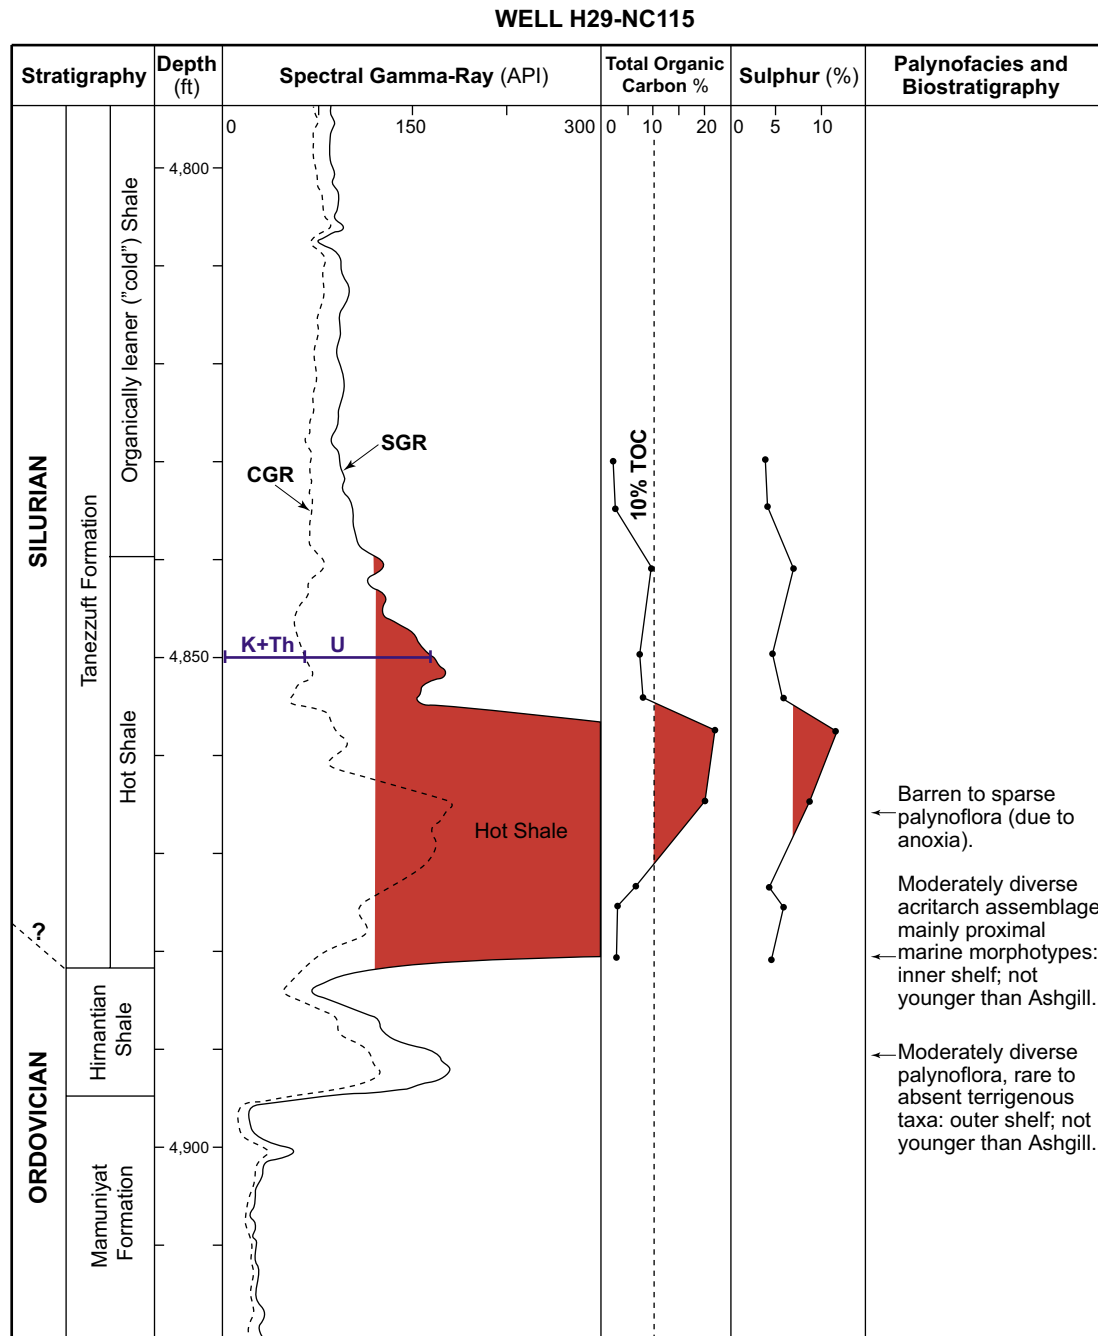 WELL H29-NC115
Stratigraphy
Depth
(ft)
Spectral Gamma-Ray (API)
Total Organic
Carbon %
Sulphur (%)
Palynofacies and
Biostratigraphy
0
150
300
0
10
20
0
5
10
4,800
4,850
4,900
SILURIAN
ORDOVICIAN
?
Tanezzuft Formation
Organically leaner ("cold") Shale
Hot Shale
Hirnantian
Shale
Mamuniyat
Formation
SGR
CGR
K+Th
U
Hot Shale
10% TOC
Barren to sparse
palynoflora (due to
anoxia).
Moderately diverse
acritarch assemblage
mainly proximal
marine morphotypes:
inner shelf; not
younger than Ashgill.
Moderately diverse
palynoflora, rare to
absent terrigenous
taxa: outer shelf; not
younger than Ashgill.